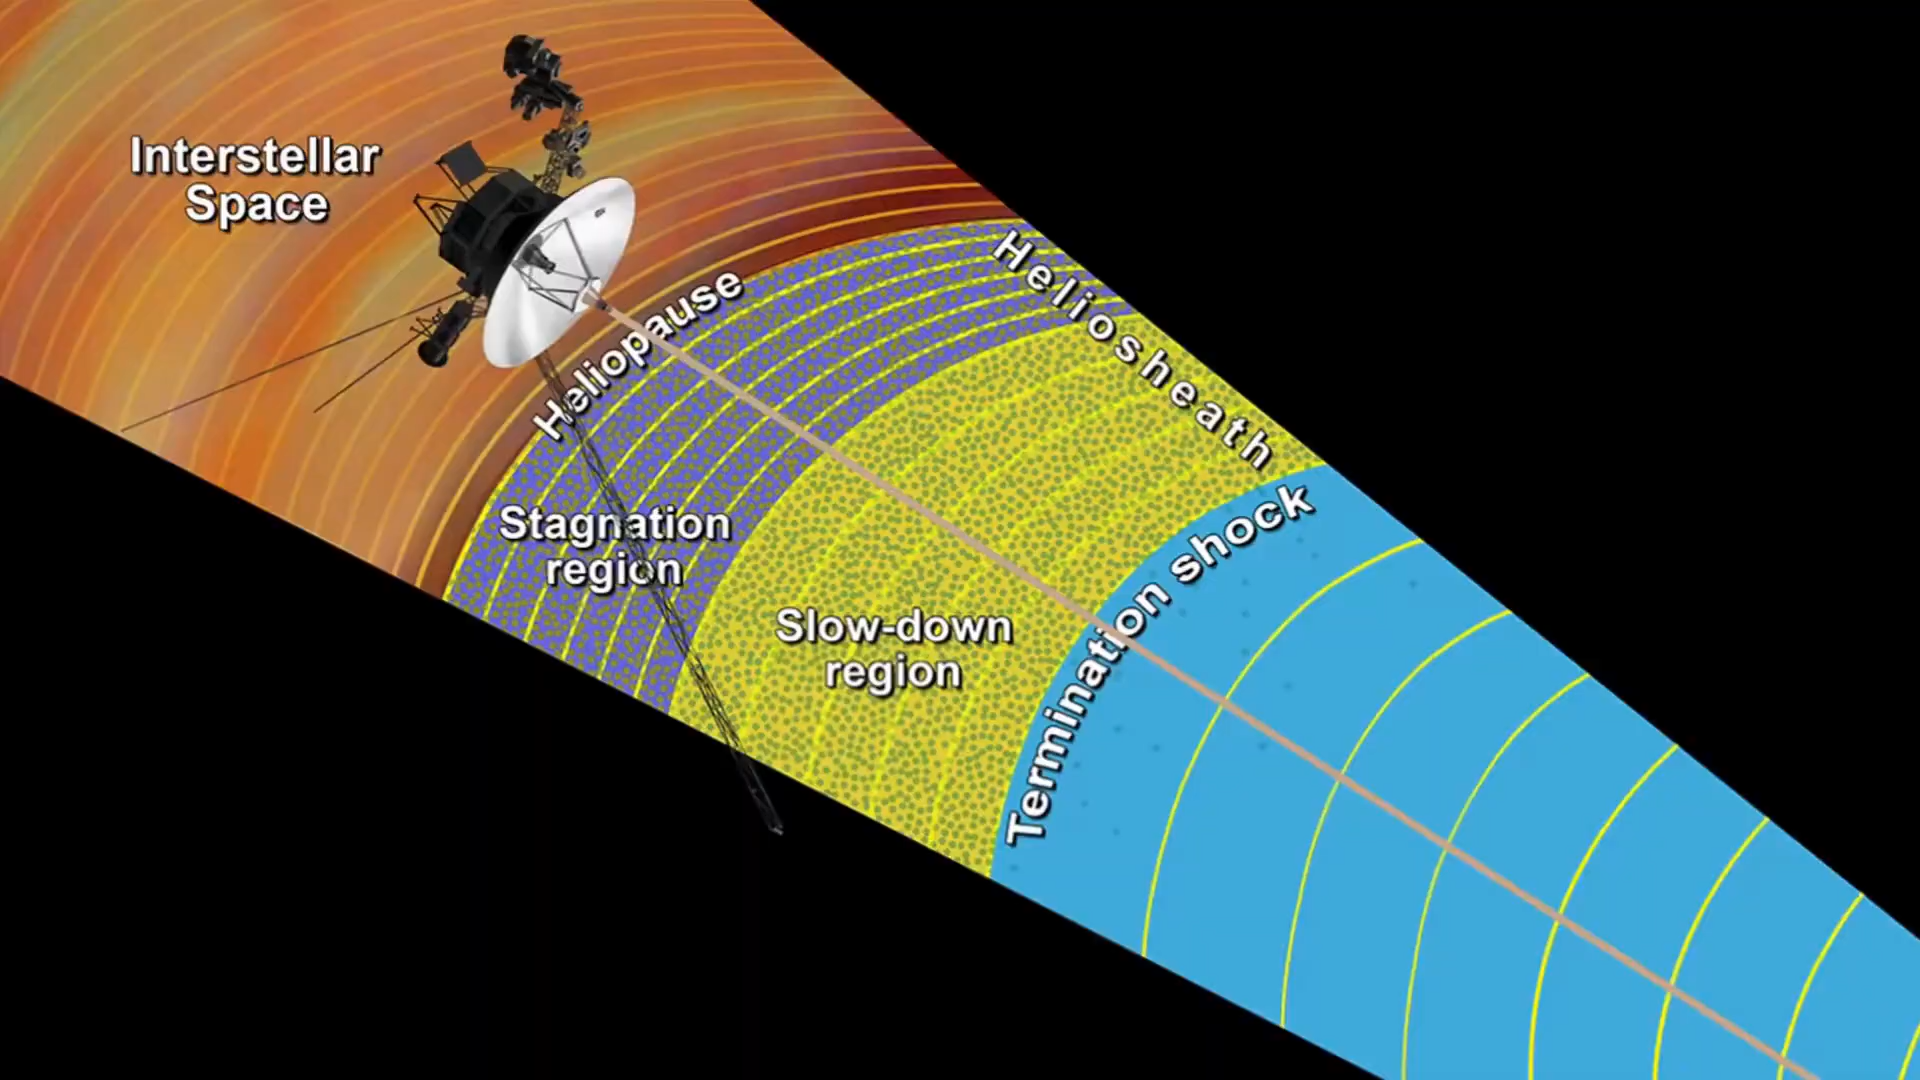 Interstellar
Space
Heliopause
Heliosheath
Stagnation
region
Slow-down
region
Termination shock